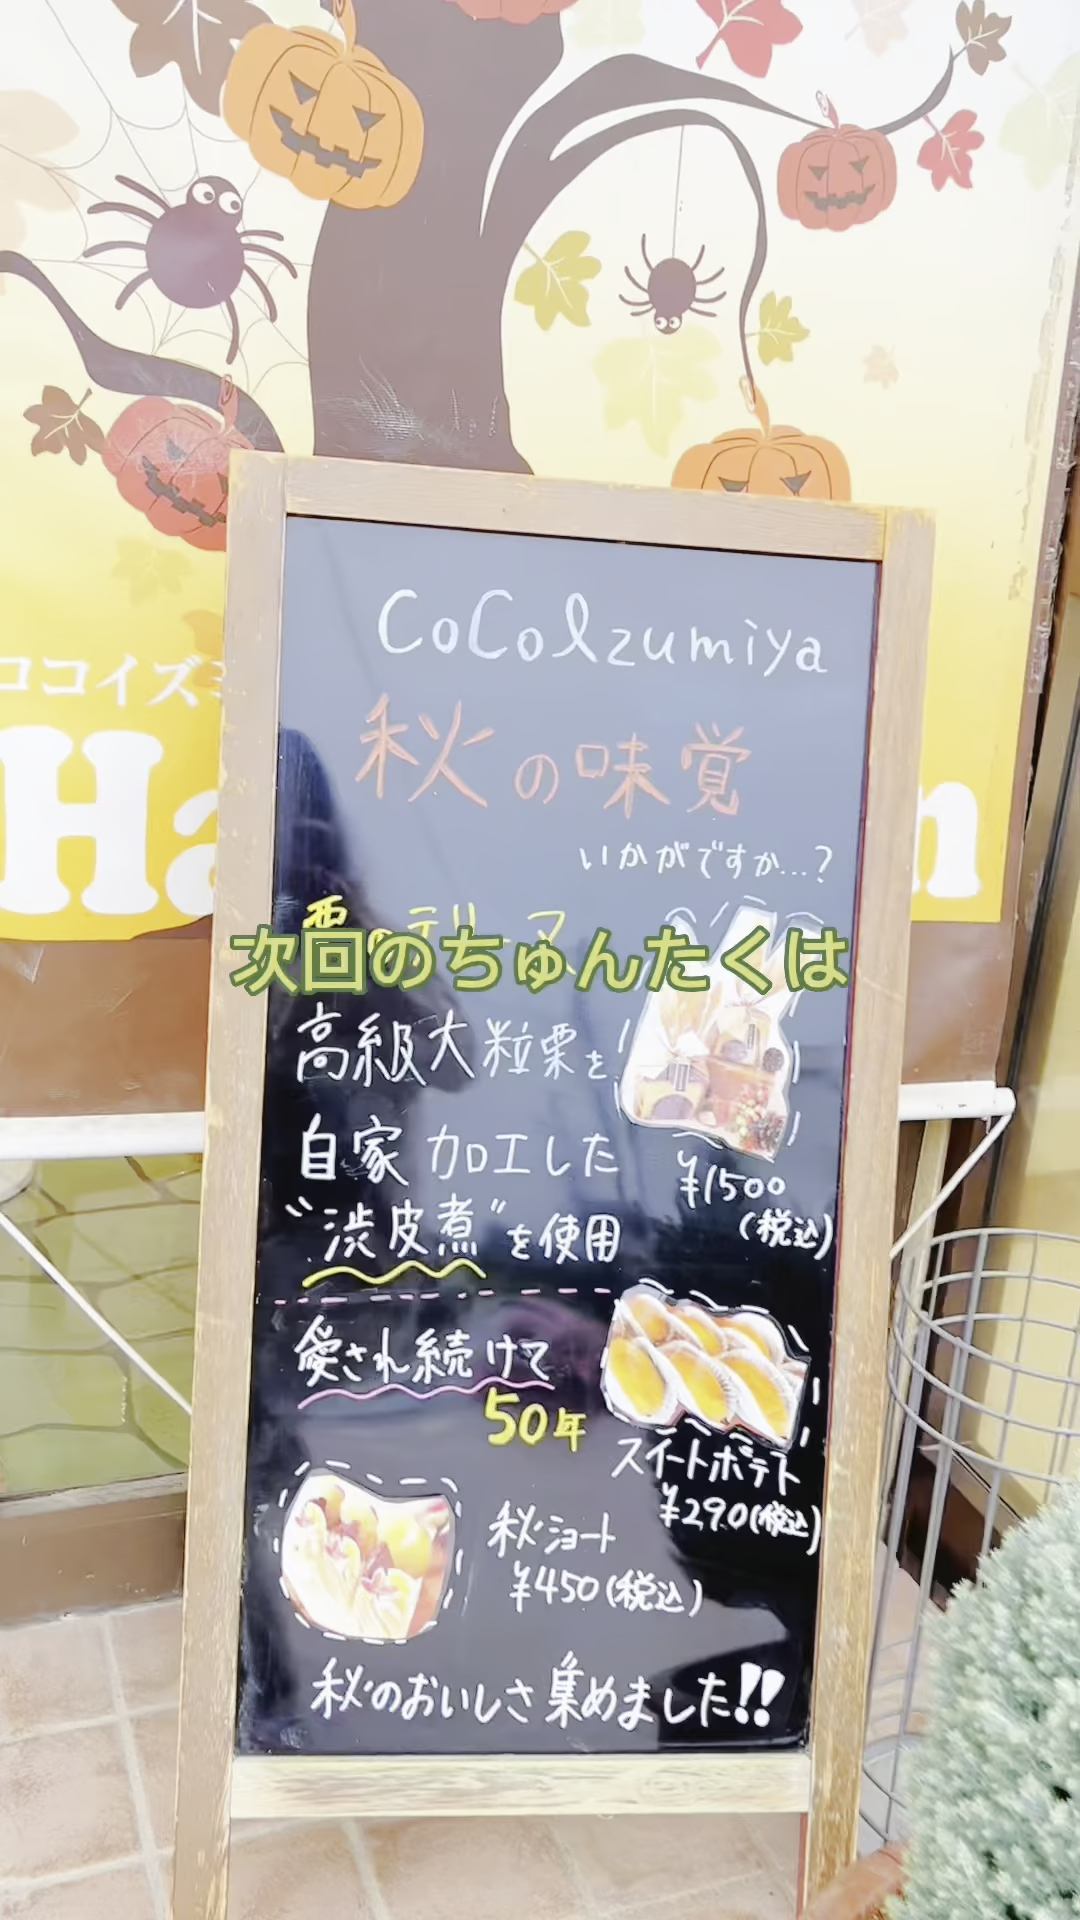 ココイズミ
CoCoIzumiya
秋の味覚
いかがですか…?
次回のちゅんたくは
高級大粒栗を
自家加工した
“渋皮煮”を使用
¥1500
(税込)
愛され続けて
50年
スイートポテト
¥290(税込)
秋ショート
¥450(税込)
秋のおいしさ集めました!!